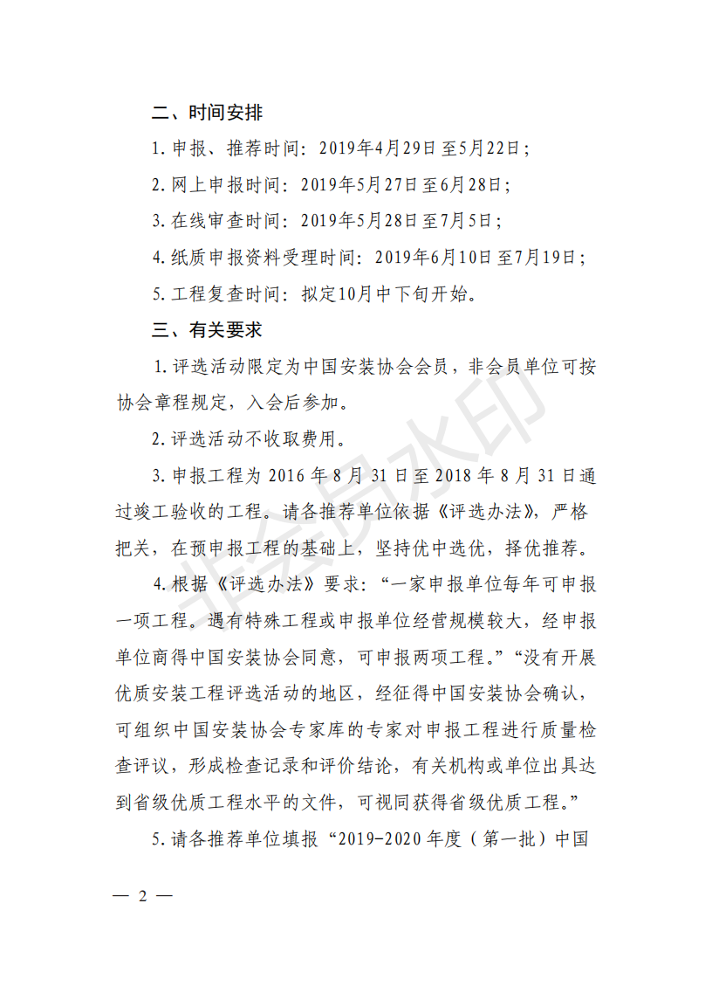 二、时间安排
1.申报、推荐时间：2019年4月29日至5月22日；
2.网上申报时间：2019年5月27日至6月28日；
3.在线审查时间：2019年5月28日至7月5日；
4.纸质申报资料受理时间：2019年6月10日至7月19日；
5.工程复查时间：拟定10月中下旬开始。
三、有关要求
1.评选活动限定为中国安装协会会员，非会员单位可按
协会章程规定，入会后参加。
2.评选活动不收取费用。
3.申报工程为 2016 年 8 月 31 日至 2018 年 8 月 31 日通
过竣工验收的工程。请各推荐单位依据《评选办法》，严格
把关，在预申报工程的基础上，坚持优中选优，择优推荐。
4.根据《评选办法》要求：“一家申报单位每年可申报
一项工程。遇有特殊工程或申报单位经营规模较大，经申报
单位商得中国安装协会同意，可申报两项工程。”“没有开展
优质安装工程评选活动的地区，经征得中国安装协会确认，
可组织中国安装协会专家库的专家对申报工程进行质量检
查评议，形成检查记录和评价结论，有关机构或单位出具达
到省级优质工程水平的文件，可视同获得省级优质工程。”
5.请各推荐单位填报“2019-2020 年度（第一批）中国
— 2 —
非会员水印